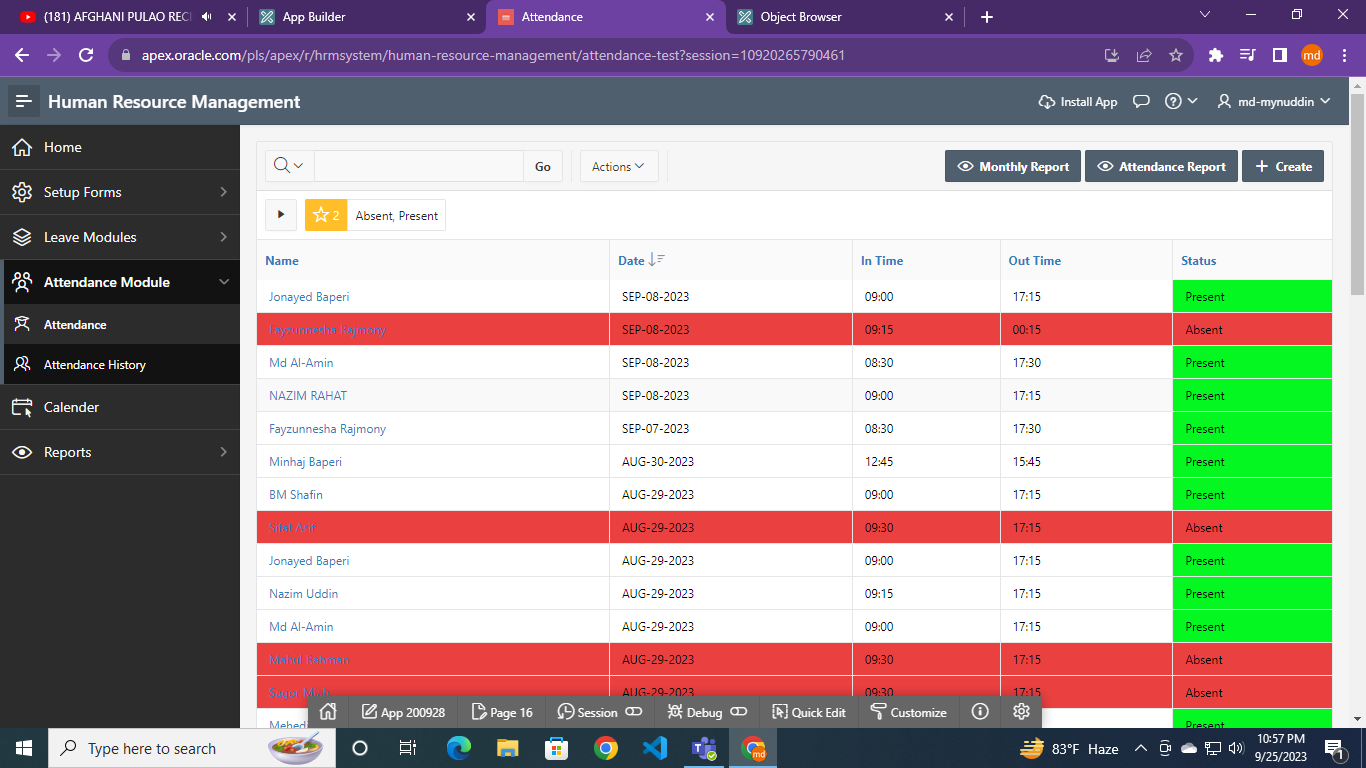 (181) AFGHANI PULAO REC
App Builder
Attendance
Object Browser
apex.oracle.com/pls/apex/r/hrmsystem/human-resource-management/attendance-test?session=10920265790461
md
Human Resource Management
Install App
md-mynuddin
Home
Setup Forms
Leave Modules
Attendance Module
Attendance
Attendance History
Calender
Reports
Go
Actions
Monthly Report
Attendance Report
Create
2 Absent, Present
Name Date In Time Out Time Status
Jonayed Baperi SEP-08-2023 09:00 17:15 Present
Fayzunnesha Rajmony SEP-08-2023 09:15 00:15 Absent
Md Al-Amin SEP-08-2023 08:30 17:30 Present
NAZIM RAHAT SEP-08-2023 09:00 17:15 Present
Fayzunnesha Rajmony SEP-07-2023 08:30 17:30 Present
Minhaj Baperi AUG-30-2023 12:45 15:45 Present
BM Shafin AUG-29-2023 09:00 17:15 Present
AUG-29-2023 09:30 17:15 Absent
Jonayed Baperi AUG-29-2023 09:00 17:15 Present
Nazim Uddin AUG-29-2023 09:15 17:15 Present
Md Al-Amin AUG-29-2023 09:00 17:15 Present
Rahman AUG-29-2023 09:30 17:15 Absent
AUG-29-2023 09:30 17:15 Absent
Present
App 200928
Page 16
Session
Debug
Quick Edit
Customize
Type here to search
md
83°F Haze
10:57 PM
9/25/2023
1